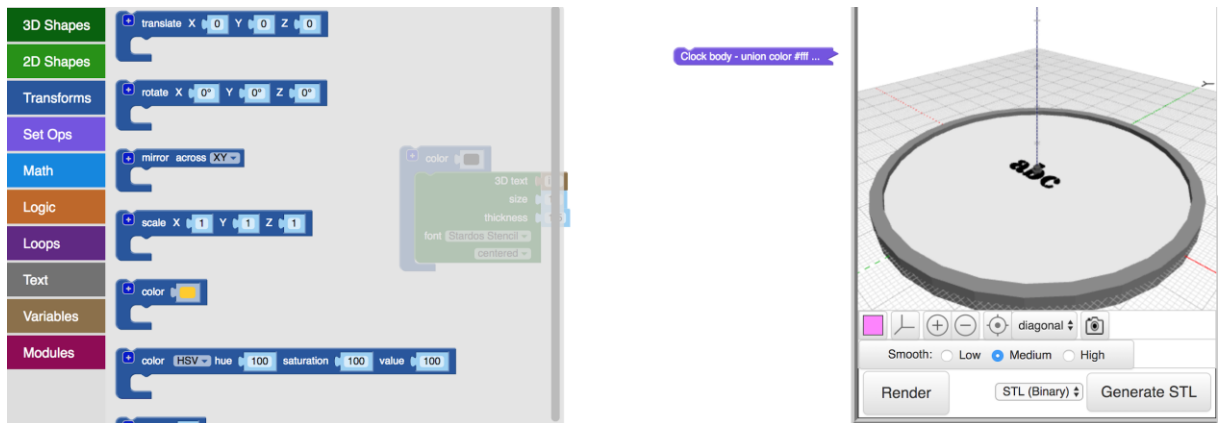 3D Shapes
2D Shapes
Transforms
Set Ops
Math
Logic
Loops
Text
Variables
Modules
translate X 0 Y 0 Z 0
rotate X 0° Y 0° Z 0°
mirror across XY
scale X 1 Y 1 Z 1
color
color HSV hue 100 saturation 100 value 100
color
3D text
size
thickness
font Stardos Stencil
centered
Clock body - union color #fff ...
abc
Y
diagonal
Smooth: Low Medium High
Render
STL (Binary)
Generate STL